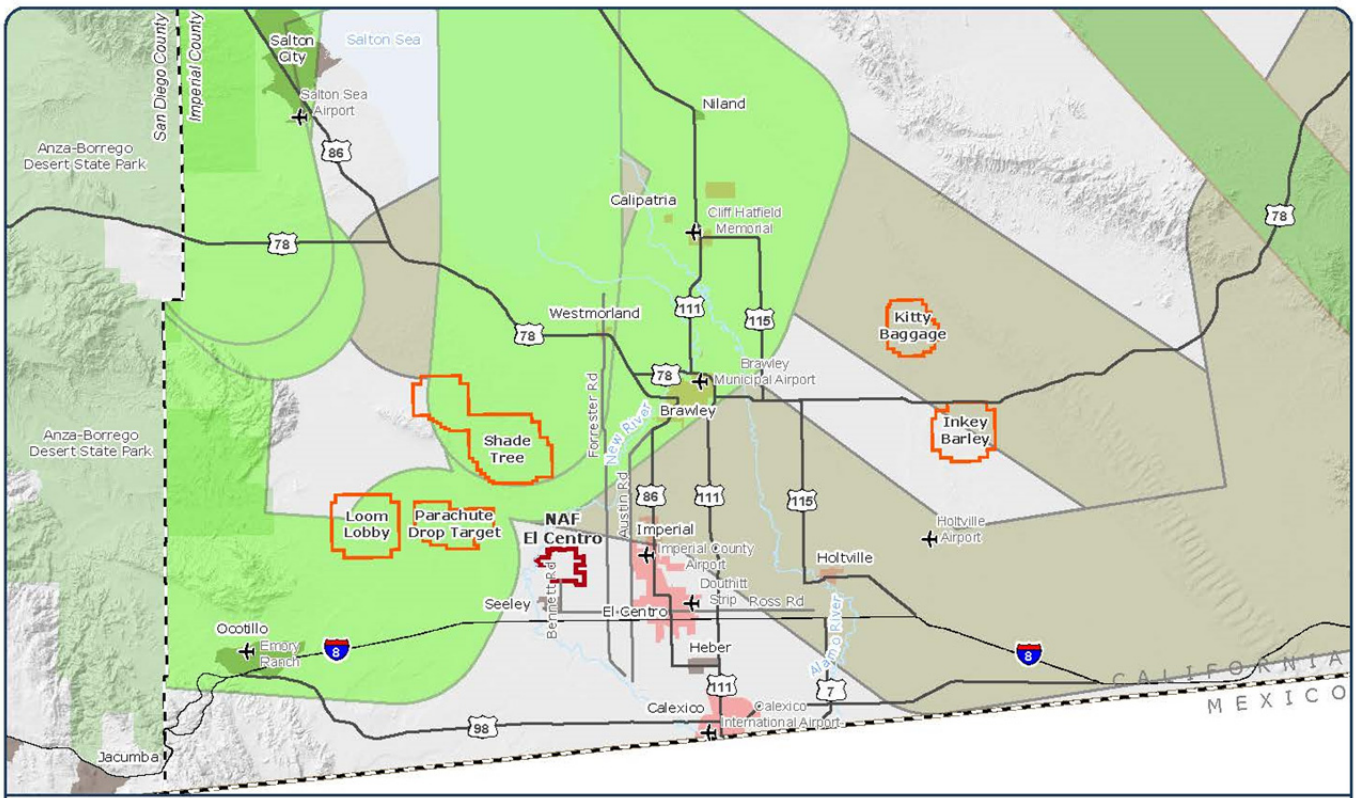 San Diego County
Imperial County
Salton
City
Salton Sea
Salton Sea
Airport
Niland
Anza-Borrego
Desert State Park
86
78
Calipatria
Cliff Hatfield
Memorial
78
78
111
115
Westmorland
78
Kitty
Baggage
78
Brawley
Municipal Airport
Brawley
Forrester Rd
New River
Inkey
Barley
Anza-Borrego
Desert State Park
Shade
Tree
Austin Rd
86
111
115
Loom
Lobby
Parachute
Drop Target
NAF
El Centro
Imperial
Imperial County
Airport
Holtville
Airport
Holtville
Bennett Rd
Douthitt
Strip
Ross Rd
Seeley
El Centro
Alamo River
Ocotillo
Emory
Ranch
8
Heber
8
111
7
CALIFORNIA
MEXICO
Calexico
Calexico
International Airport
98
Jacumba